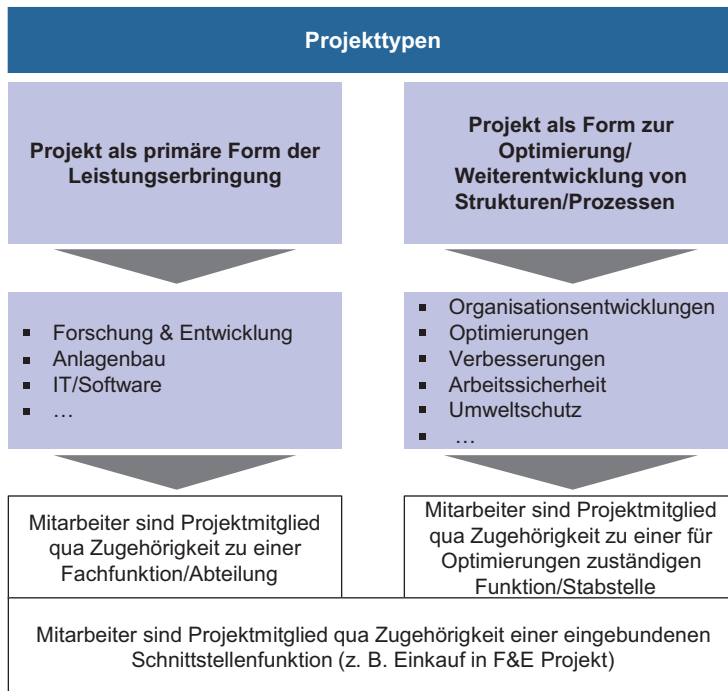 Projekttypen
Projekt als primäre Form der
Leistungserbringung
Projekt als Form zur
Optimierung/
Weiterentwicklung von
Strukturen/Prozessen
▪ Forschung & Entwicklung
▪ Anlagenbau
▪ IT/Software
▪ …
▪ Organisationsentwicklungen
▪ Optimierungen
▪ Verbesserungen
▪ Arbeitssicherheit
▪ Umweltschutz
▪ …
Mitarbeiter sind Projektmitglied
qua Zugehörigkeit zu einer
Fachfunktion/Abteilung
Mitarbeiter sind Projektmitglied
qua Zugehörigkeit zu einer für
Optimierungen zuständigen
Funktion/Stabstelle
Mitarbeiter sind Projektmitglied qua Zugehörigkeit einer eingebundenen
Schnittstellenfunktion (z. B. Einkauf in F&E Projekt)